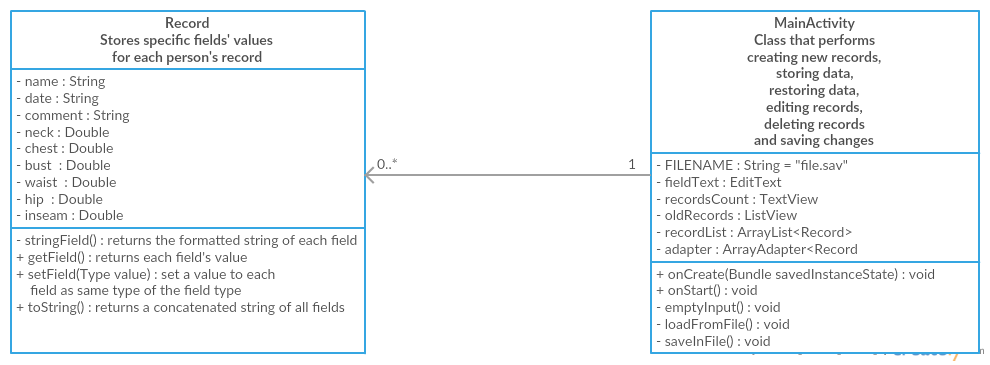 Record
Stores specific fields' values
for each person's record
- name : String
- date : String
- comment : String
- neck : Double
- chest : Double
- bust  : Double
- waist  : Double
- hip  : Double
- inseam : Double
- stringField() : returns the formatted string of each field
+ getField() : returns each field's value
+ setField(Type value) : set a value to each
field as same type of the field type
+ toString() : returns a concatenated string of all fields
0..*
1
MainActivity
Class that performs
creating new records,
storing data,
restoring data,
editing records,
deleting records
and saving changes
- FILENAME : String = "file.sav"
- fieldText : EditText
- recordsCount : TextView
- oldRecords : ListView
- recordList : ArrayList<Record>
- adapter : ArrayAdapter<Record
+ onCreate(Bundle savedInstanceState) : void
+ onStart() : void
- emptyInput() : void
- loadFromFile() : void
- saveInFile() : void